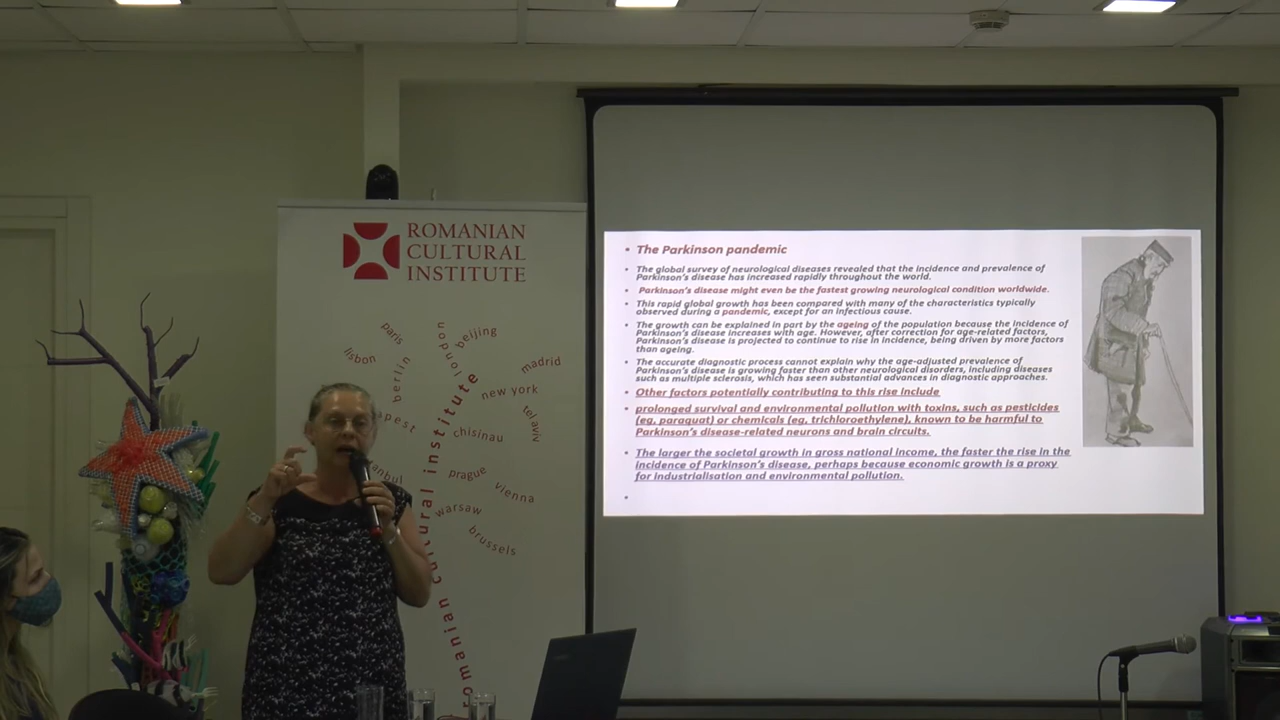 ROMANIAN
CULTURAL
INSTITUTE
paris
london
beijing
lisbon
berlin
madrid
new york
tel aviv
pest
chisinau
anbul
prague
vienna
warsaw
brussels
romanian cultural institute
• The Parkinson pandemic
• The global survey of neurological diseases revealed that the incidence and prevalence of
Parkison's disease has increased rapidly throughout the world.
• Parkinson's disease might even be the fastest growing neurological condition worldwide.
• This rapid global growth has been compared with many of the characteristics typically
observed during a pandemic, except for an infectious cause.
• The growth can be explained in part by the ageing of the population because the incidence of
Parkinson's disease increases with age. However, after correction for age-related factors,
Parkinson's disease is projected to continue to rise in incidence, being driven by more factors
than ageing.
• The accurate diagnostic process cannot explain why the age-adjusted prevalence of
Parkinson's disease is growing faster than other neurological disorders, including diseases
such as multiple sclerosis, which has seen substantial advances in diagnostic approaches.
• Other factors potentially contributing to this rise include
• prolonged survival and environmental pollution with toxins, such as pesticides
(eg, paraquat) or chemicals (eg, trichloroethylene), known to be harmful to
Parkinson's disease-related neurons and brain circuits.
• The larger the societal growth in gross national income, the faster the rise in the
incidence of Parkinson's disease, perhaps because economic growth is a proxy
for industrialisation and environmental pollution.
•